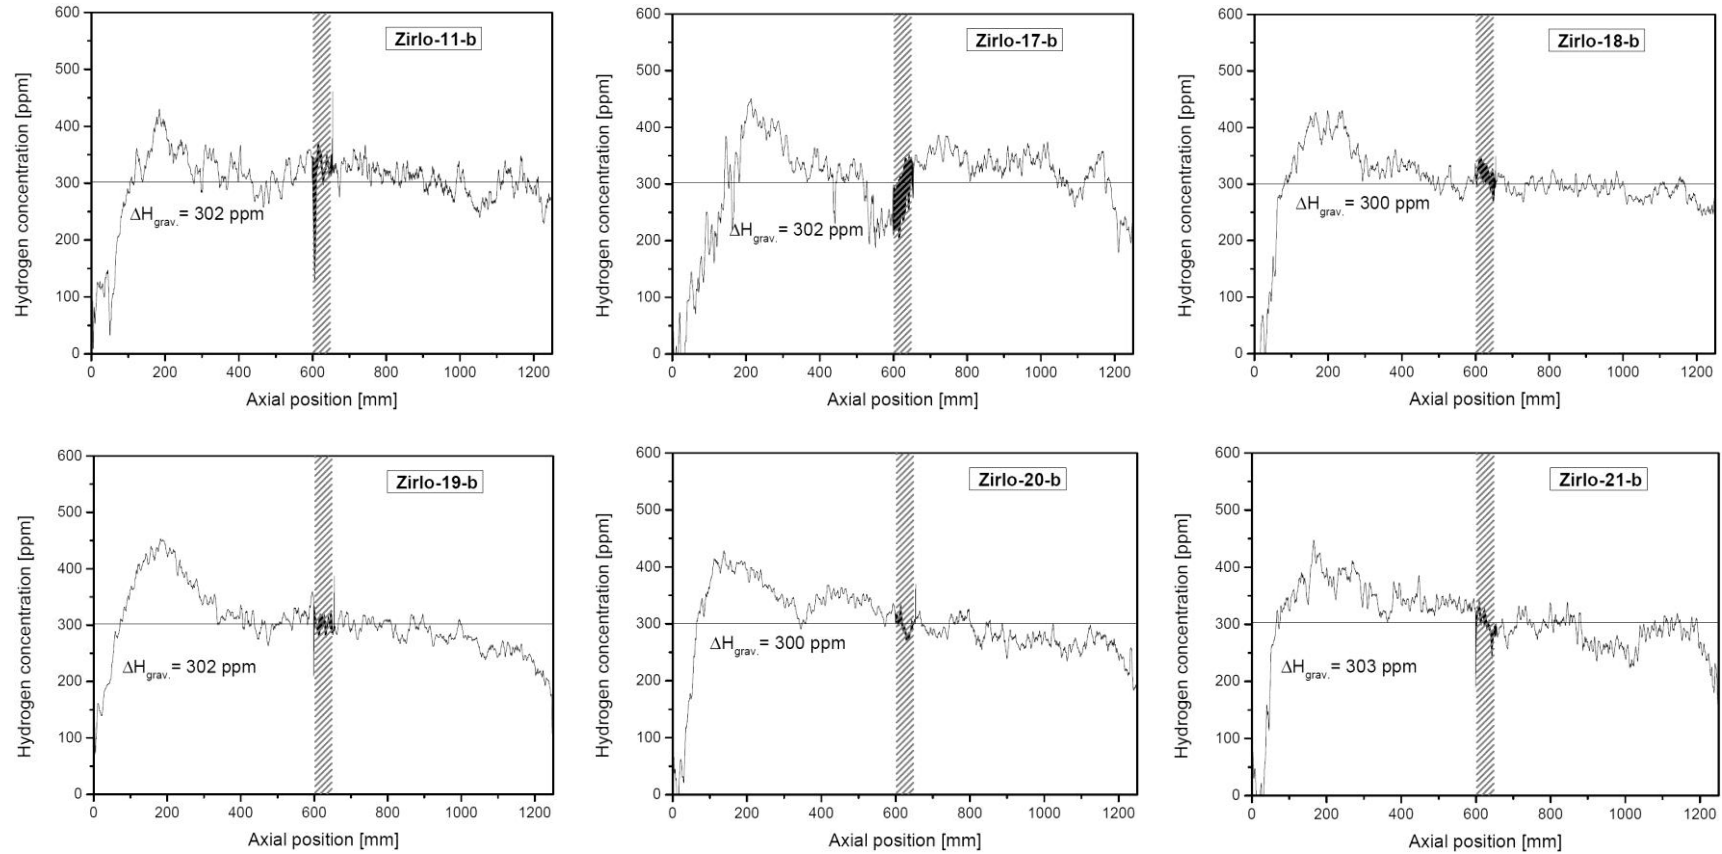 Zirlo-11-b
Hydrogen concentration [ppm]
600
500
400
300
200
100
0
ΔHgrav. = 302 ppm
0 200 400 600 800 1000 1200
Axial position [mm]
Zirlo-17-b
Hydrogen concentration [ppm]
600
500
400
300
200
100
0
ΔHgrav. = 302 ppm
0 200 400 600 800 1000 1200
Axial position [mm]
Zirlo-18-b
Hydrogen concentration [ppm]
600
500
400
300
200
100
0
ΔHgrav. = 300 ppm
0 200 400 600 800 1000 1200
Axial position [mm]
Zirlo-19-b
Hydrogen concentration [ppm]
600
500
400
300
200
100
0
ΔHgrav. = 302 ppm
0 200 400 600 800 1000 1200
Axial position [mm]
Zirlo-20-b
Hydrogen concentration [ppm]
600
500
400
300
200
100
0
ΔHgrav. = 300 ppm
0 200 400 600 800 1000 1200
Axial position [mm]
Zirlo-21-b
Hydrogen concentration [ppm]
600
500
400
300
200
100
0
ΔHgrav. = 303 ppm
0 200 400 600 800 1000 1200
Axial position [mm]